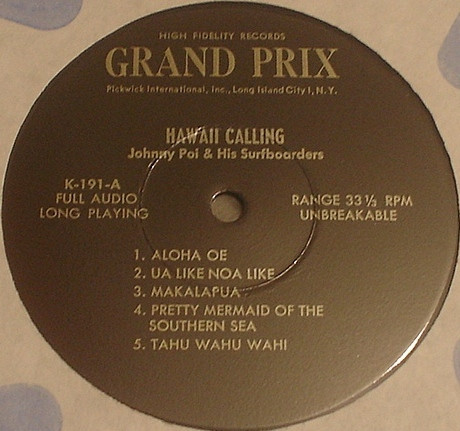 HIGH FIDELITY RECORDS
GRAND PRIX
Pickwick International, Inc., Long Island City 1, N.Y.
HAWAII CALLING
Johnny Poi & His Surfboarders
K-191-A
FULL AUDIO
LONG PLAYING
RANGE 33⅓ RPM
UNBREAKABLE
1. ALOHA OE
2. UA LIKE NOA LIKE
3. MAKALAPUA
4. PRETTY MERMAID OF THE
SOUTHERN SEA
5. TAHU WAHU WAHI